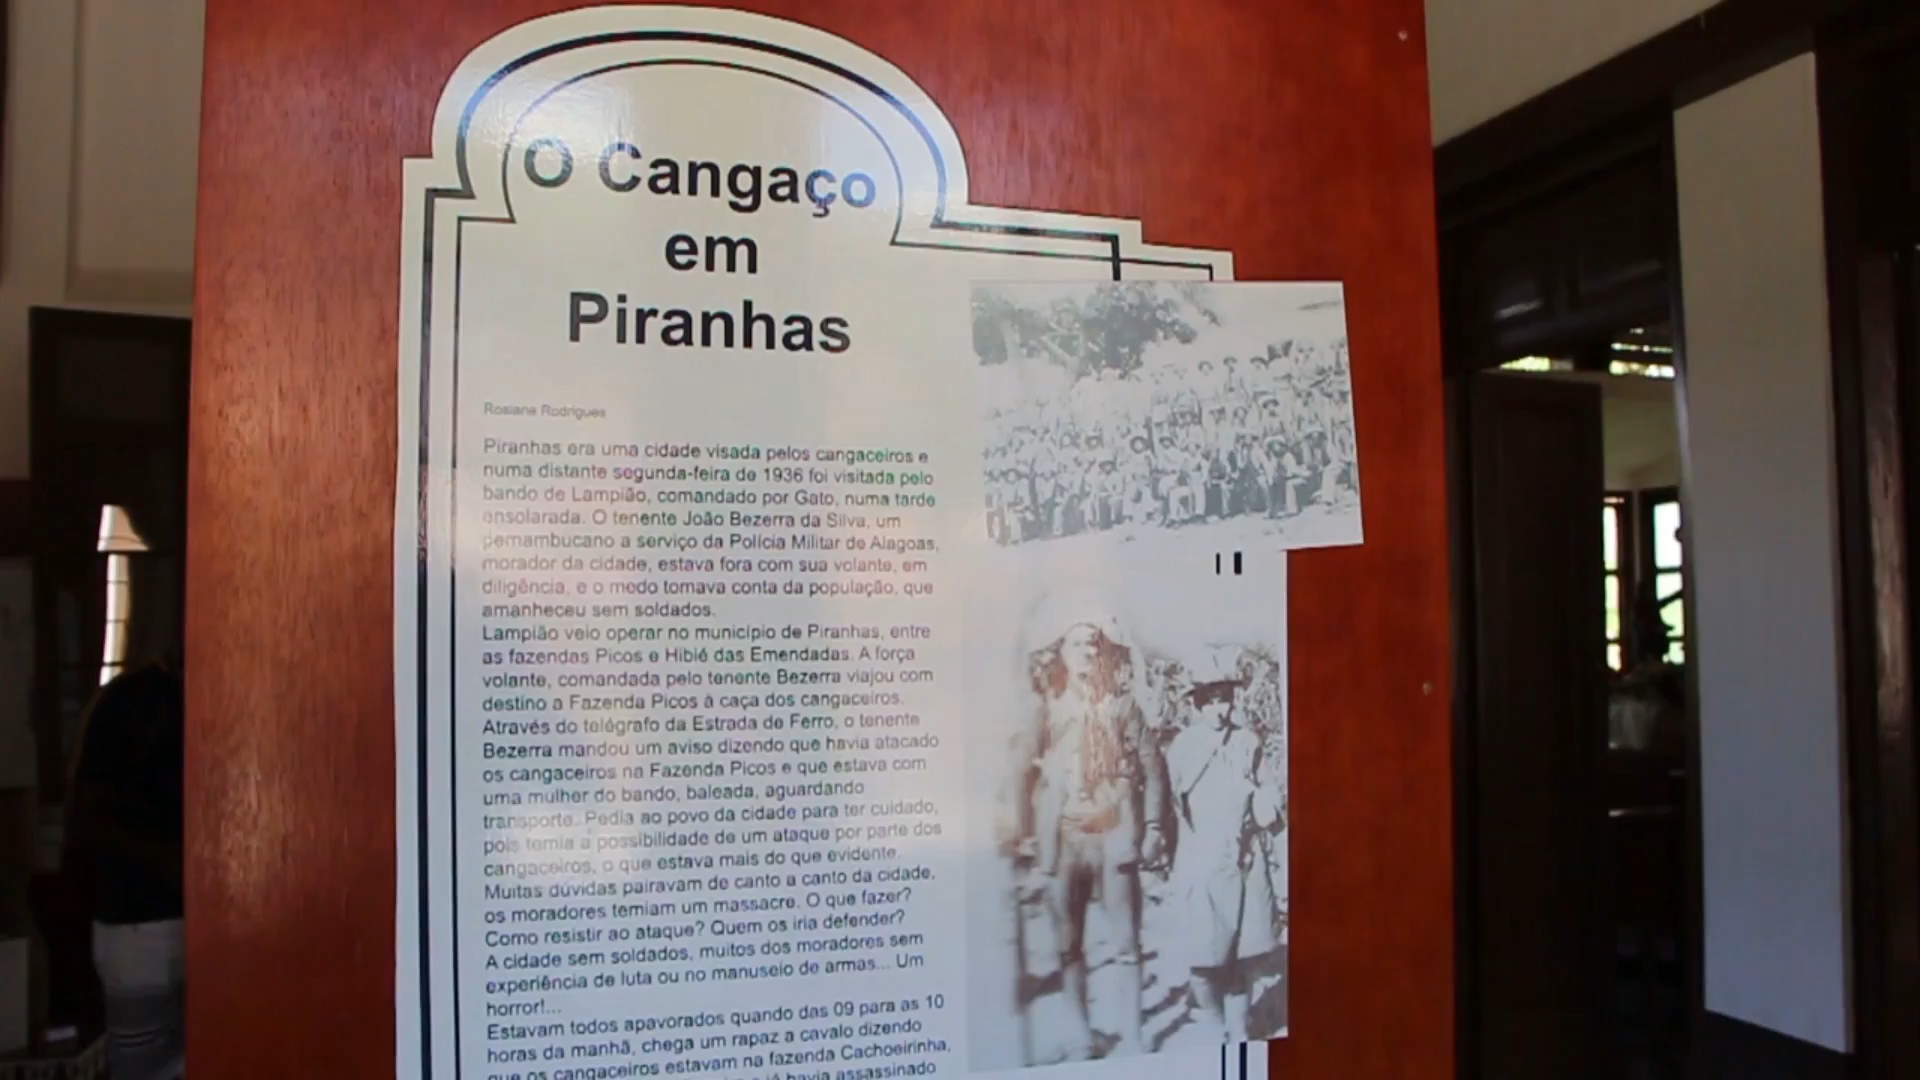 O Cangaço
em
Piranhas
Rosiane Rodrigues
Piranhas era uma cidade visada pelos cangaceiros e
numa distante segunda-feira de 1936 foi visitada pelo
bando de Lampião, comandado por Gato, numa tarde
ensolarada. O tenente João Bezerra da Silva, um
pernambucano a serviço da Polícia Militar de Alagoas,
morador da cidade, estava fora com sua volante, em
diligência, e o medo tomava conta da população, que
amanheceu sem soldados.
Lampião veio operar no município de Piranhas, entre
as fazendas Picos e Hibié das Emendadas. A força
volante, comandada pelo tenente Bezerra viajou com
destino a Fazenda Picos à caça dos cangaceiros.
Através do telégrafo da Estrada de Ferro, o tenente
Bezerra mandou um aviso dizendo que havia atacado
os cangaceiros na Fazenda Picos e que estava com
uma mulher do bando, baleada, aguardando
transporte. Pedia ao povo da cidade para ter cuidado,
pois temia a possibilidade de um ataque por parte dos
cangaceiros, o que estava mais do que evidente.
Muitas dúvidas pairavam de canto a canto da cidade,
os moradores temiam um massacre. O que fazer?
Como resistir ao ataque? Quem os iria defender?
A cidade sem soldados, muitos dos moradores sem
experiência de luta ou no manuseio de armas... Um
horror!...
Estavam todos apavorados quando das 09 para as 10
horas da manhã, chega um rapaz a cavalo dizendo
que os cangaceiros estavam na fazenda Cachoeirinha,
já havia assassinado